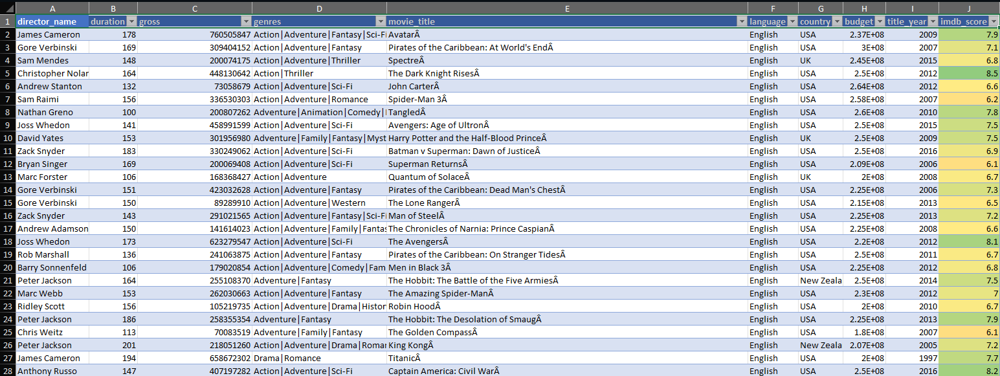 A B C D E F G H I J
1 director_name duration gross genres movie_title language country budget title_year imdb_score
2 James Cameron 178 760505847 Action|Adventure|Fantasy|Sci-Fi AvatarÂ English USA 2.37E+08 2009 7.9
3 Gore Verbinski 169 309404152 Action|Adventure|Fantasy Pirates of the Caribbean: At World's EndÂ English USA 3E+08 2007 7.1
4 Sam Mendes 148 200074175 Action|Adventure|Thriller SpectreÂ English UK 2.45E+08 2015 6.8
5 Christopher Nolan 164 448130642 Action|Thriller The Dark Knight RisesÂ English USA 2.5E+08 2012 8.5
6 Andrew Stanton 132 73058679 Action|Adventure|Sci-Fi John CarterÂ English USA 2.64E+08 2012 6.6
7 Sam Raimi 156 336530303 Action|Adventure|Romance Spider-Man 3Â English USA 2.58E+08 2007 6.2
8 Nathan Greno 100 200807262 Adventure|Animation|Comedy| TangledÂ English USA 2.6E+08 2010 7.8
9 Joss Whedon 141 458991599 Action|Adventure|Sci-Fi Avengers: Age of UltronÂ English USA 2.5E+08 2015 7.5
10 David Yates 153 301956980 Adventure|Family|Fantasy|Myst Harry Potter and the Half-Blood PrinceÂ English UK 2.5E+08 2009 7.5
11 Zack Snyder 183 330249062 Action|Adventure|Sci-Fi Batman v Superman: Dawn of JusticeÂ English USA 2.5E+08 2016 6.9
12 Bryan Singer 169 200069408 Action|Adventure|Sci-Fi Superman ReturnsÂ English USA 2.09E+08 2006 6.1
13 Marc Forster 106 168368427 Action|Adventure Quantum of SolaceÂ English UK 2E+08 2008 6.7
14 Gore Verbinski 151 423032628 Action|Adventure|Fantasy Pirates of the Caribbean: Dead Man's ChestÂ English USA 2.25E+08 2006 7.3
15 Gore Verbinski 150 89289910 Action|Adventure|Western The Lone RangerÂ English USA 2.15E+08 2013 6.5
16 Zack Snyder 143 291021565 Action|Adventure|Fantasy|Sci-Fi Man of SteelÂ English USA 2.25E+08 2013 7.2
17 Andrew Adamson 150 141614023 Action|Adventure|Family|Fantas The Chronicles of Narnia: Prince CaspianÂ English USA 2.25E+08 2008 6.6
18 Joss Whedon 173 623279547 Action|Adventure|Sci-Fi The AvengersÂ English USA 2.2E+08 2012 8.1
19 Rob Marshall 136 241063875 Action|Adventure|Fantasy Pirates of the Caribbean: On Stranger TidesÂ English USA 2.5E+08 2011 6.7
20 Barry Sonnenfeld 106 179020854 Action|Adventure|Comedy|Fam Men in Black 3Â English USA 2.25E+08 2012 6.8
21 Peter Jackson 164 255108370 Adventure|Fantasy The Hobbit: The Battle of the Five ArmiesÂ English New Zeala 2.5E+08 2014 7.5
22 Marc Webb 153 262030663 Action|Adventure|Fantasy The Amazing Spider-ManÂ English USA 2.3E+08 2012 7
23 Ridley Scott 156 105219735 Action|Adventure|Drama|Histor Robin HoodÂ English USA 2E+08 2010 6.7
24 Peter Jackson 186 258355354 Adventure|Fantasy The Hobbit: The Desolation of SmaugÂ English USA 2.25E+08 2013 7.9
25 Chris Weitz 113 70083519 Adventure|Family|Fantasy The Golden CompassÂ English USA 1.8E+08 2007 6.1
26 Peter Jackson 201 218051260 Action|Adventure|Drama|Romar King KongÂ English New Zeala 2.07E+08 2005 7.2
27 James Cameron 194 658672302 Drama|Romance TitanicÂ English USA 2E+08 1997 7.7
28 Anthony Russo 147 407197282 Action|Adventure|Sci-Fi Captain America: Civil WarÂ English USA 2.5E+08 2016 8.2